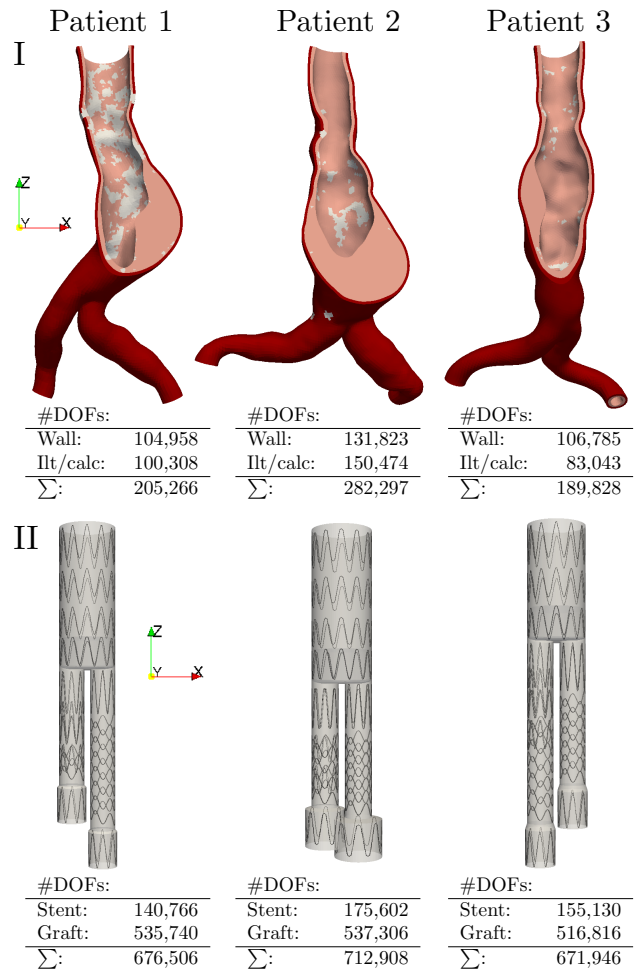 Patient 1 Patient 2 Patient 3
I
Z
Y X
#DOFs: #DOFs: #DOFs:
Wall: 104,958 Wall: 131,823 Wall: 106,785
Ilt/calc: 100,308 Ilt/calc: 150,474 Ilt/calc: 83,043
∑: 205,266 ∑: 282,297 ∑: 189,828
II
Z
Y X
#DOFs: #DOFs: #DOFs:
Stent: 140,766 Stent: 175,602 Stent: 155,130
Graft: 535,740 Graft: 537,306 Graft: 516,816
∑: 676,506 ∑: 712,908 ∑: 671,946